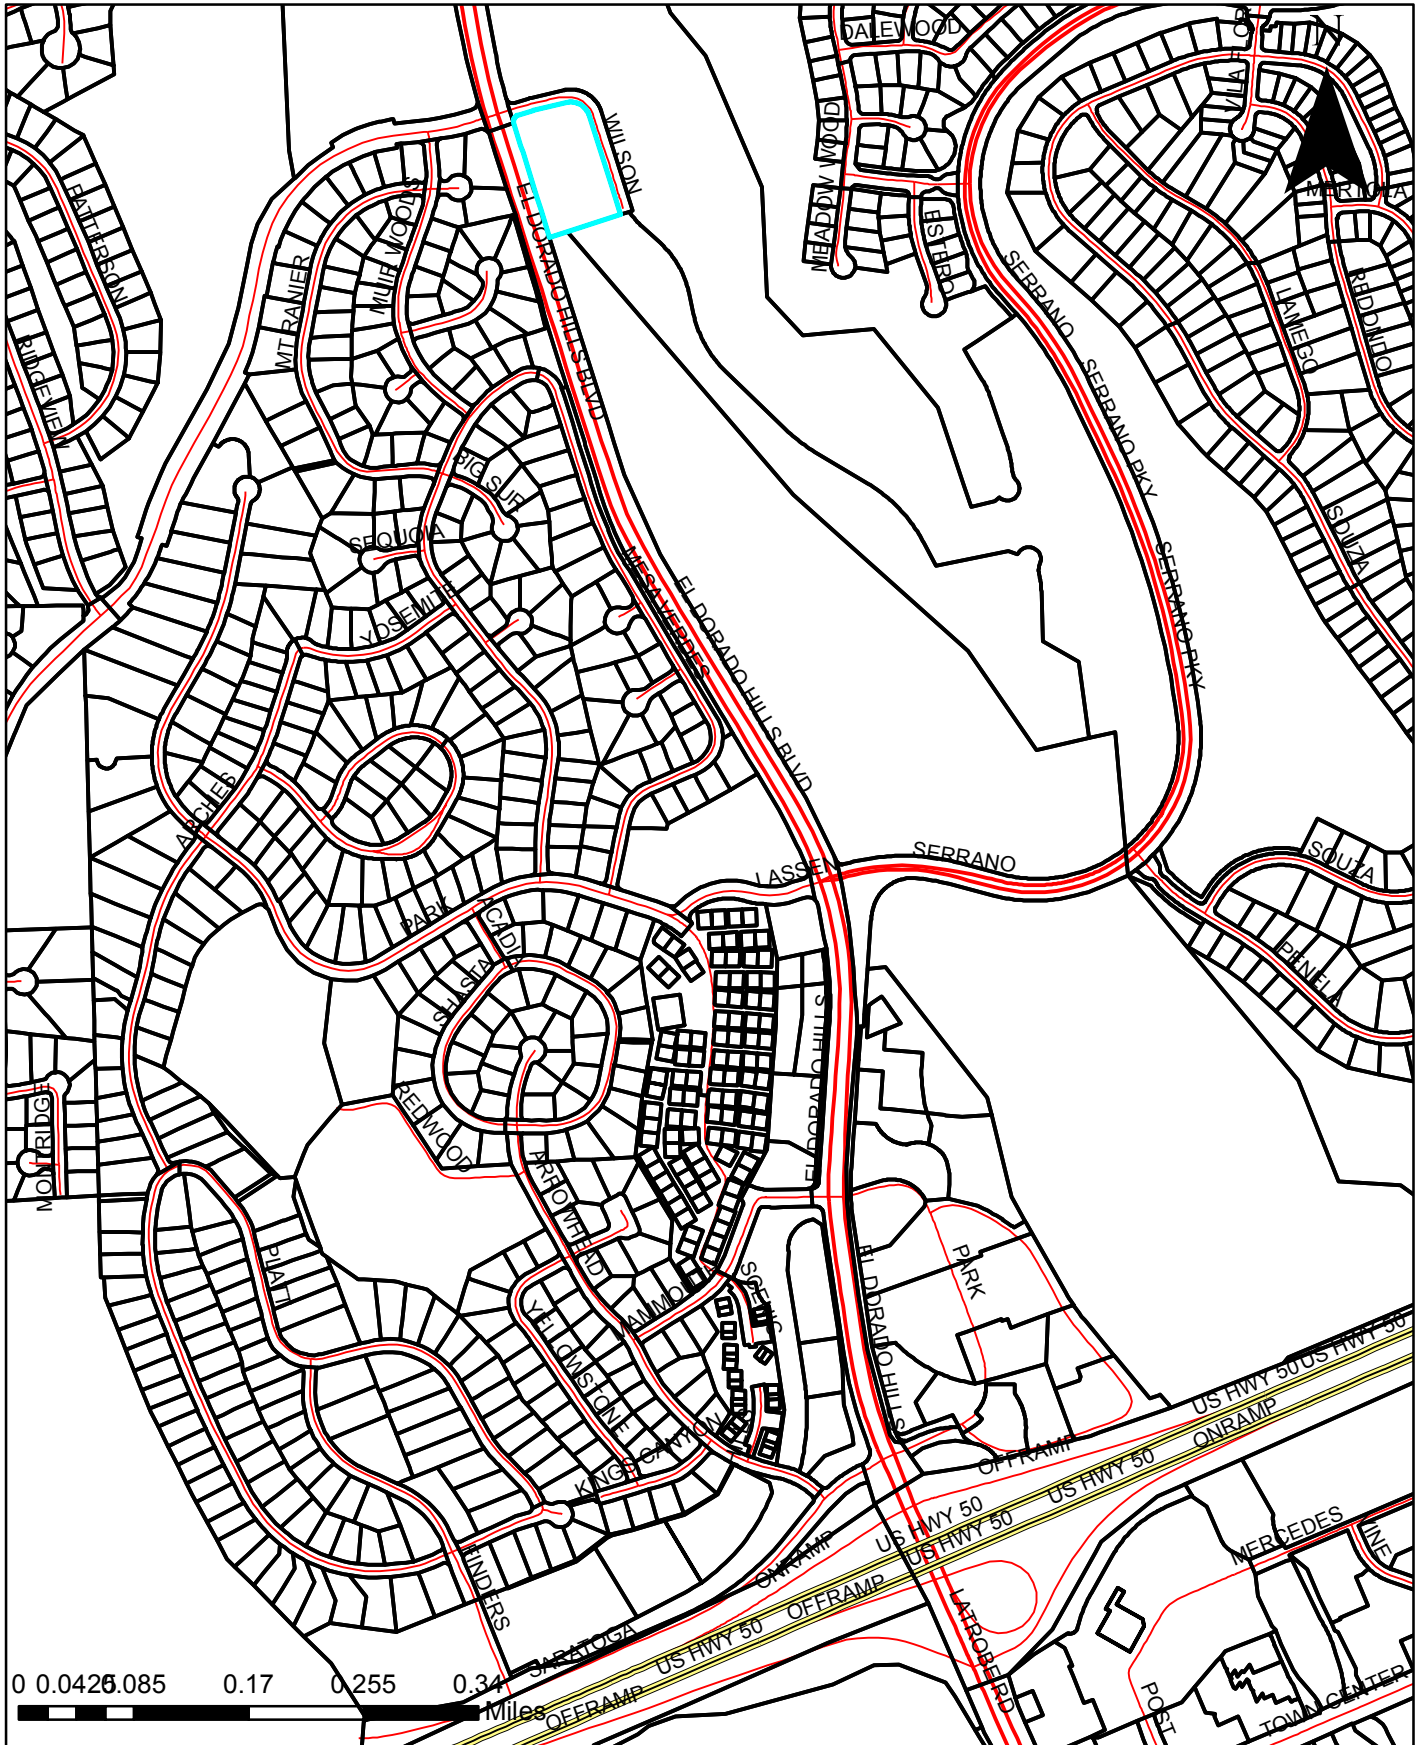 DALEWOOD
N
WILSON
MEADOW WOOD
PATTERSON
MUIR WOODS
EL DORADO HILLS BLVD
ESTERO
MERTOLA
MT RANIER
SERRANO
LAMEGO
REDONDO
RIDGEVIEW
SERRANO PKY
BIG SUR
SEQUOIA
SOUZA
MESA VERDES
EL DORADO HILLS BLVD
SERRANO PKY
YOSEMITE
ARCHES
LASSEN
SERRANO
SOUZA
PARK
ACADIA
SHASTA
PENELA
EL DORADO HILLS
REDWOOD
MONTRIDGE
ARROWHEAD
PLATT
PARK
SCENIC
MAMMOTH
EL DORADO HILLS
YELLOWSTONE
US HWY 50
US HWY 50
KINGS CANYON
ONRAMP
OFFRAMP
US HWY 50
US HWY 50
US HWY 50
MERCEDES
VINE
ONRAMP
FINDERS
OFFRAMP
LATROBE RD
SARATOGA
US HWY 50
POST
TOWN CENTER
OFFRAMP
0 0.0425 0.085 0.17 0.255 0.34
Miles